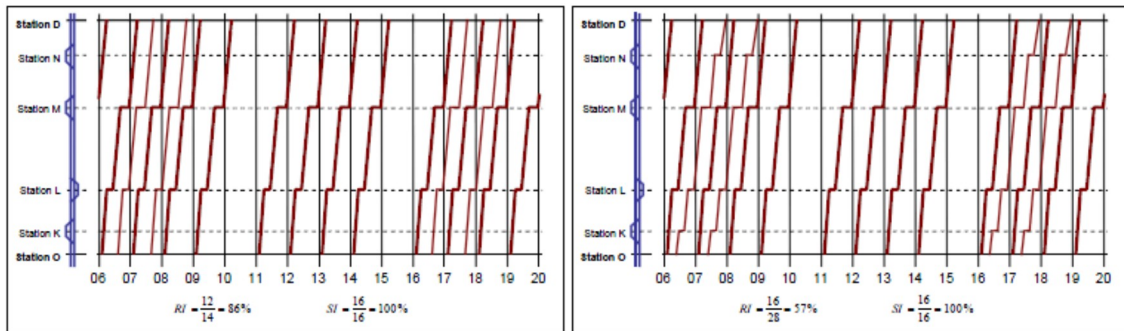 Station D
Station N
Station M
Station L
Station K
Station O
06 07 08 09 10 11 12 13 14 15 16 17 18 19 20
RI = 12/14 = 86% SI = 16/16 = 100%
Station D
Station N
Station M
Station L
Station K
Station O
06 07 08 09 10 11 12 13 14 15 16 17 18 19 20
RI = 16/28 = 57% SI = 16/16 = 100%